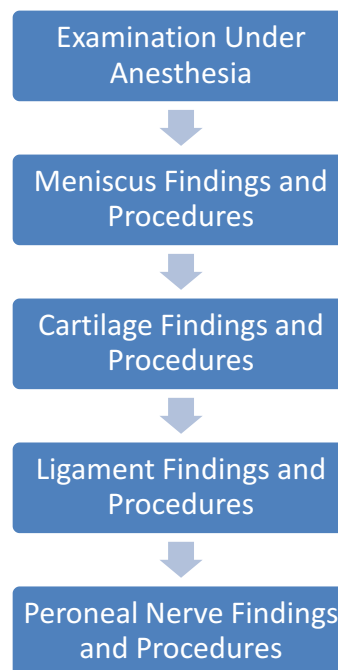 Examination Under
Anesthesia
Meniscus Findings and
Procedures
Cartilage Findings and
Procedures
Ligament Findings and
Procedures
Peroneal Nerve Findings
and Procedures